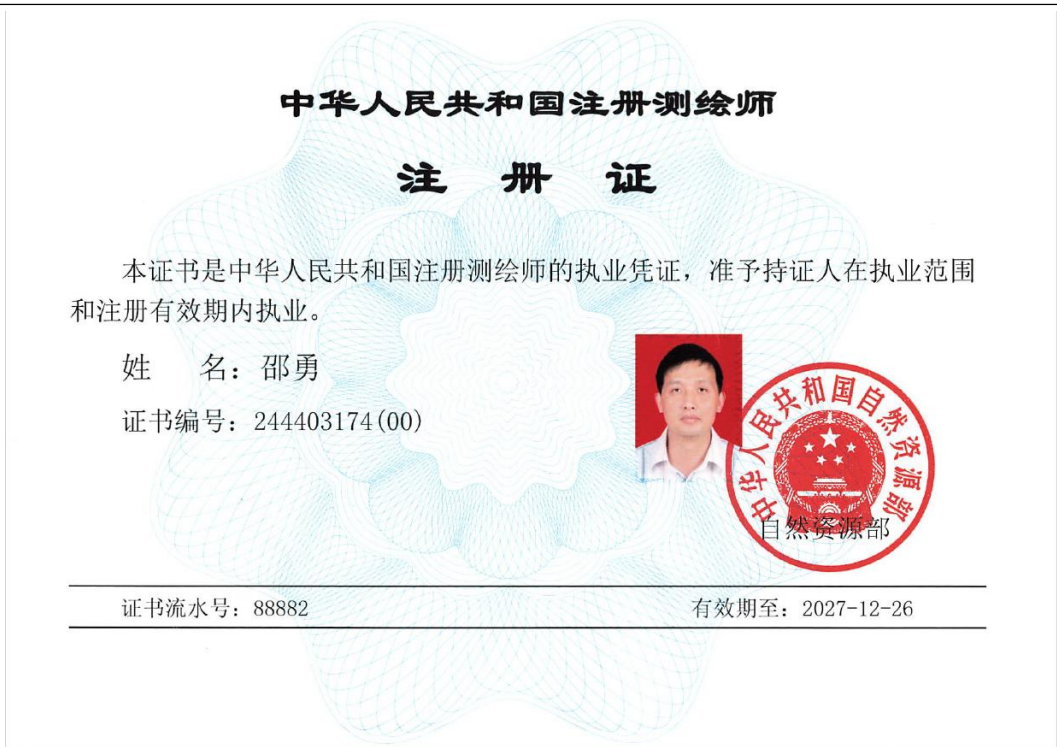 中华人民共和国注册测绘师
注 册 证
本证书是中华人民共和国注册测绘师的执业凭证，准予持证人在执业范围
和注册有效期内执业。
姓 名：邵勇
证书编号：244403174(00)
中华人民共和国自然资源部
自然资源部
证书流水号：88882
有效期至：2027-12-26